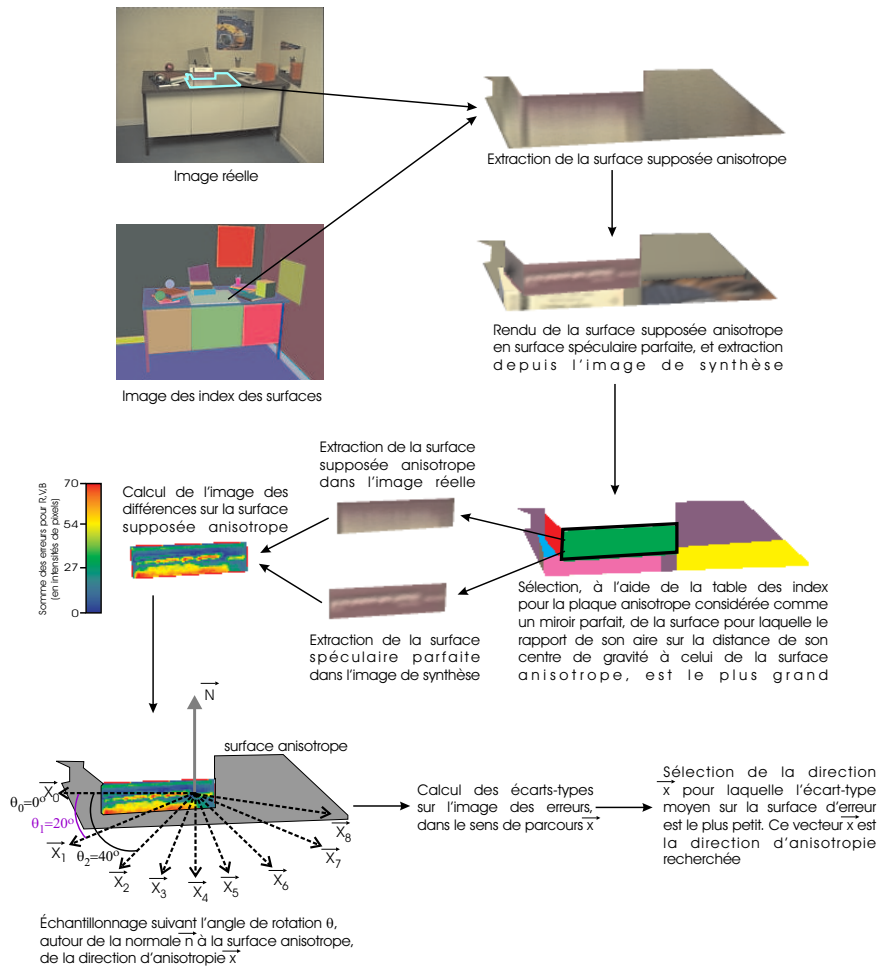 Image réelle
Extraction de la surface supposée anisotrope
Image des index des surfaces
Rendu de la surface supposée anisotrope
en surface spéculaire parfaite, et extraction
depuis l'image de synthèse
Extraction de la surface
supposée anisotrope
dans l'image réelle
Somme des erreurs pour R,V,B
(en intensités de pixels)
70
54
27
0
Calcul de l'image des
différences sur la surface
supposée anisotrope
Extraction de la surface
spéculaire parfaite
dans l'image de synthèse
Sélection, à l'aide de la table des index
pour la plaque anisotrope considérée comme
un miroir parfait, de la surface pour laquelle le
rapport de son aire sur la distance de son
centre de gravité à celui de la surface
anisotrope, est le plus grand
N
surface anisotrope
X0
θ0=0°
θ1=20°
θ2=40°
X1
X2
X3
X4
X5
X6
X7
X8
Calcul des écarts-types
sur l'image des erreurs,
dans le sens de parcours x
Sélection de la direction
x pour laquelle l'écart-type
moyen sur la surface d'erreur
est le plus petit. Ce vecteur x est
la direction d'anisotropie
recherchée
Échantillonnage suivant l'angle de rotation θ,
autour de la normale n à la surface anisotrope,
de la direction d'anisotropie x